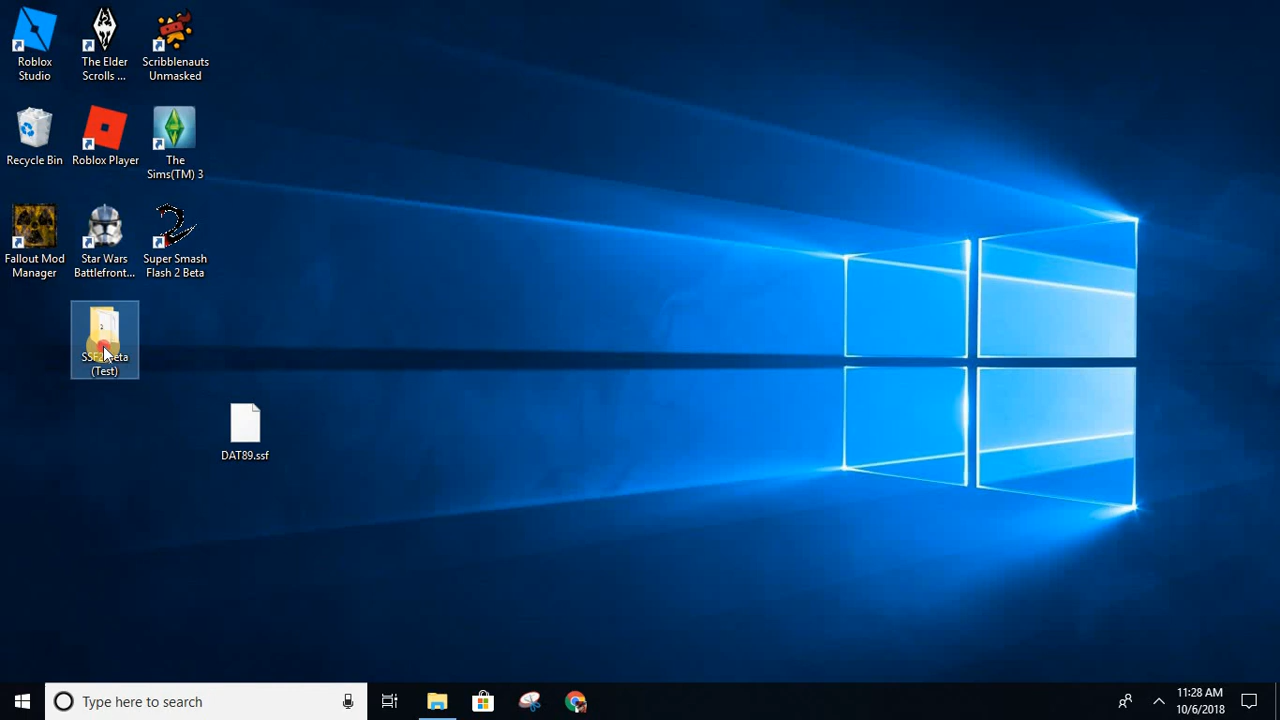 Roblox
Studio
The Elder
Scrolls ...
Scribblenauts
Unmasked
Recycle Bin
Roblox Player
The
Sims(TM) 3
Fallout Mod
Manager
Star Wars
Battlefront...
Super Smash
Flash 2 Beta
(Test)
DAT89.ssf
Type here to search
11:28 AM
10/6/2018